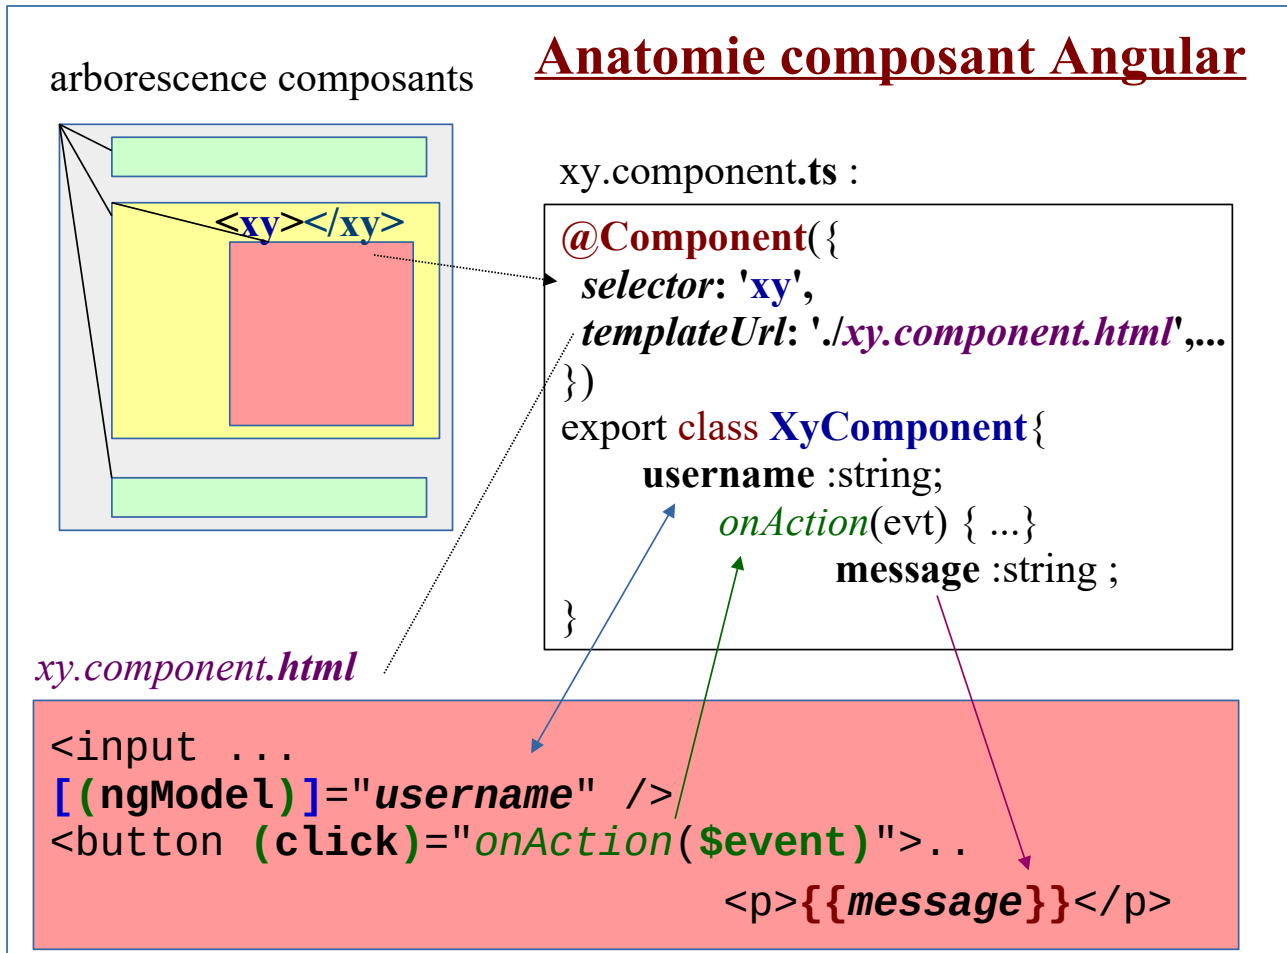 Anatomie composant Angular
arborescence composants
<xy></xy>
xy.component.ts :
@Component({
selector: 'xy',
templateUrl: './xy.component.html',...
})
export class XyComponent{
username :string;
onAction(evt) { ...}
message :string ;
}
xy.component.html
<input ...
[(ngModel)]="username" />
<button (click)="onAction($event)">..
<p>{{message}}</p>